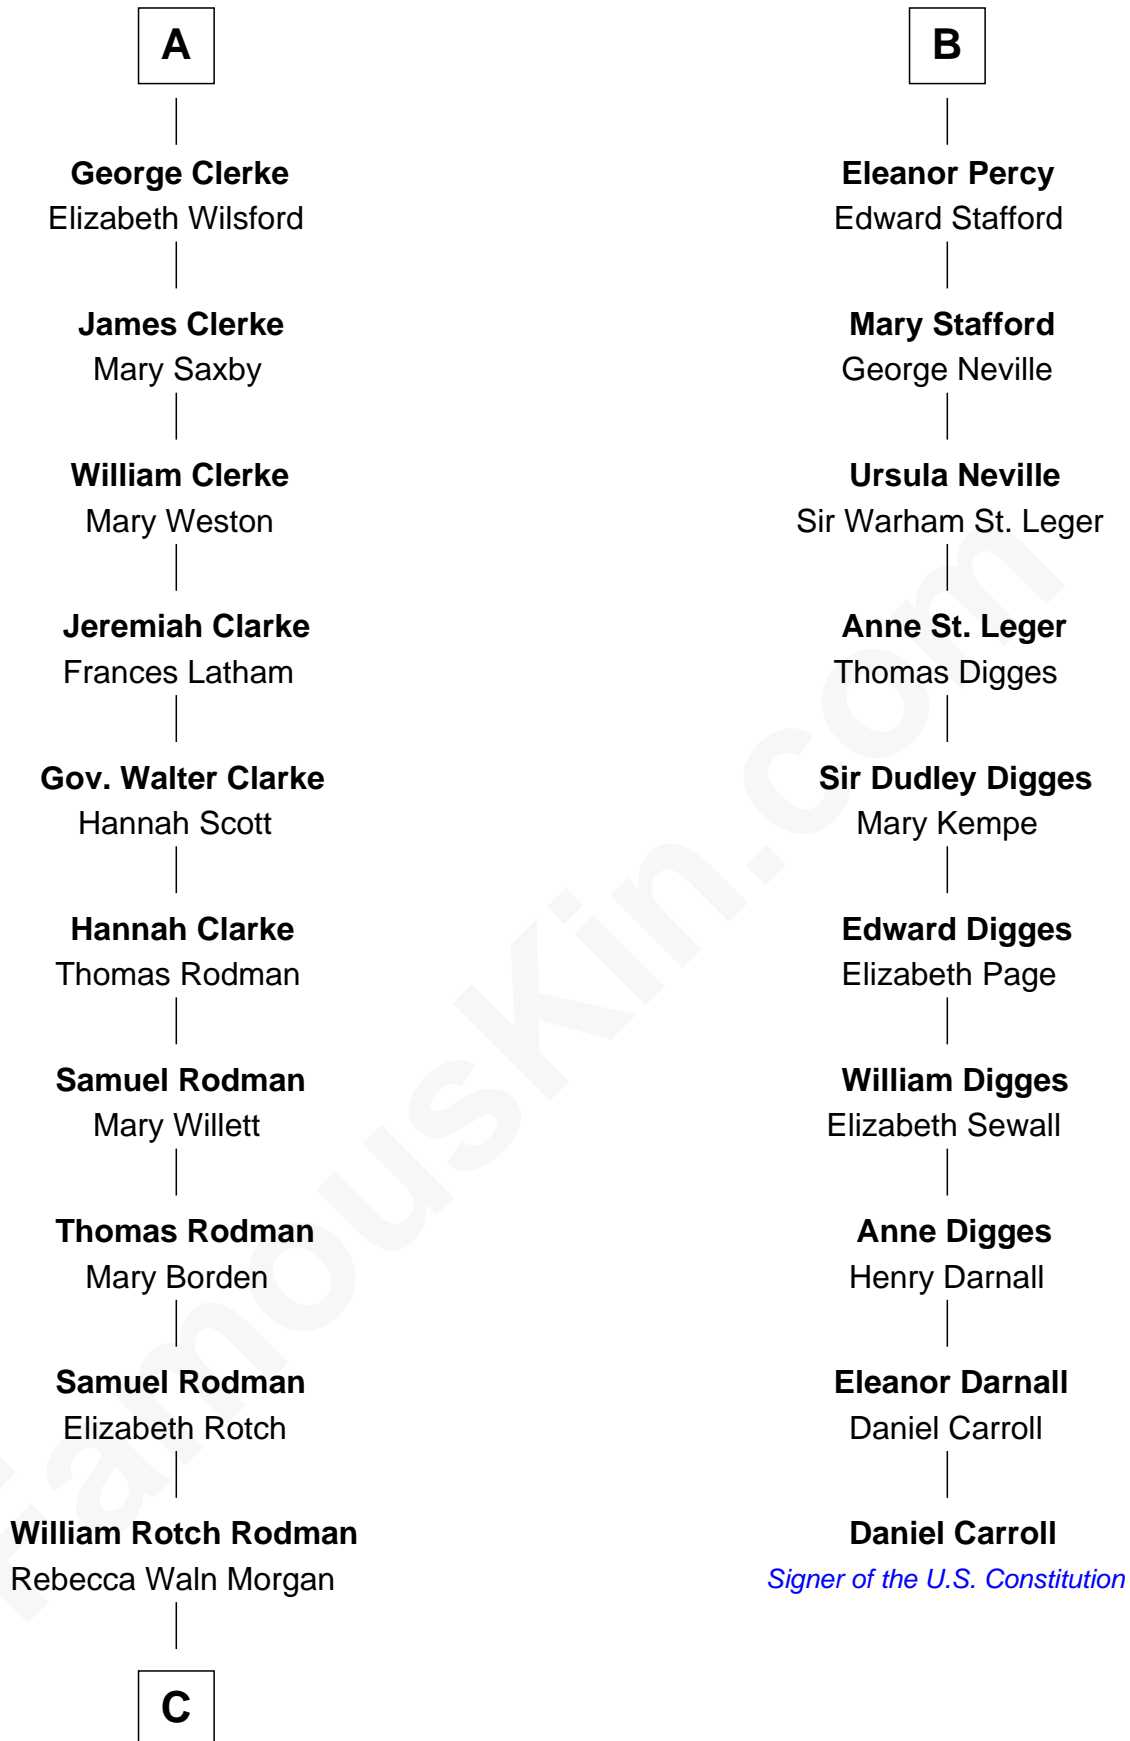 A
George Clerke
Elizabeth Wilsford
James Clerke
Mary Saxby
William Clerke
Mary Weston
Jeremiah Clarke
Frances Latham
Gov. Walter Clarke
Hannah Scott
Hannah Clarke
Thomas Rodman
Samuel Rodman
Mary Willett
Thomas Rodman
Mary Borden
Samuel Rodman
Elizabeth Rotch
William Rotch Rodman
Rebecca Waln Morgan
C
B
Eleanor Percy
Edward Stafford
Mary Stafford
George Neville
Ursula Neville
Sir Warham St. Leger
Anne St. Leger
Thomas Digges
Sir Dudley Digges
Mary Kempe
Edward Digges
Elizabeth Page
William Digges
Elizabeth Sewall
Anne Digges
Henry Darnall
Eleanor Darnall
Daniel Carroll
Daniel Carroll
Signer of the U.S. Constitution
FamousKin.com